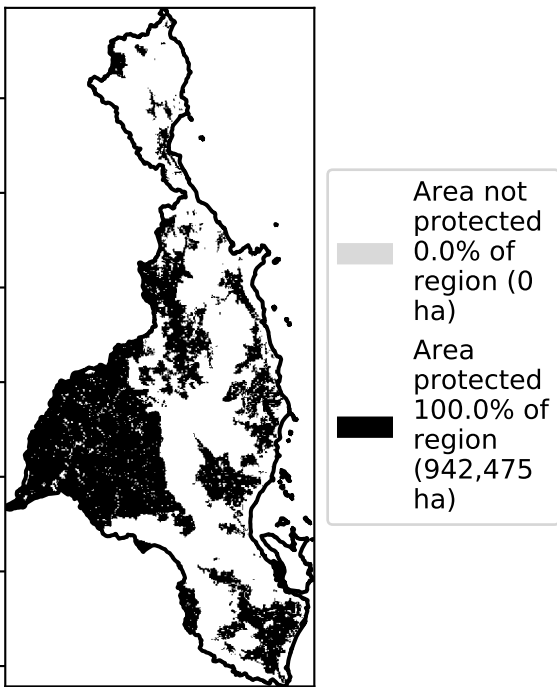 Area not
protected
0.0% of
region (0
ha)
Area
protected
100.0% of
region
(942,475
ha)